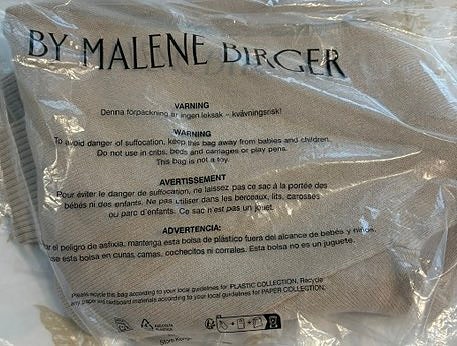 BY MALENE BIRGER
VARNING
Denna förpackning är ingen leksak – kvävningsrisk!
WARNING
To avoid danger of suffocation, keep this bag away from babies and children.
Do not use in cribs, beds and carriages or play pens.
This bag is not a toy.
AVERTISSEMENT
Pour éviter le danger de suffocation, ne laissez pas ce sac à la portée des
bébés ni des enfants. Ne pas utiliser dans les berceaux, lits, carosses
ou parc d'enfants. Ce sac n'est pas un jouet.
ADVERTENCIA:
el peligro de asfixia, mantenga esta bolsa de plástico fuera del alcance de bebés y niños.
use esta bolsa en cunas, camas, cochecitos ni corrales. Esta bolsa no es un juguete.
Please recycle this bag according to your local guidelines for PLASTIC COLLECTION. Recycle
any paper and cardboard materials according to your local guidelines for PAPER COLLECTION.